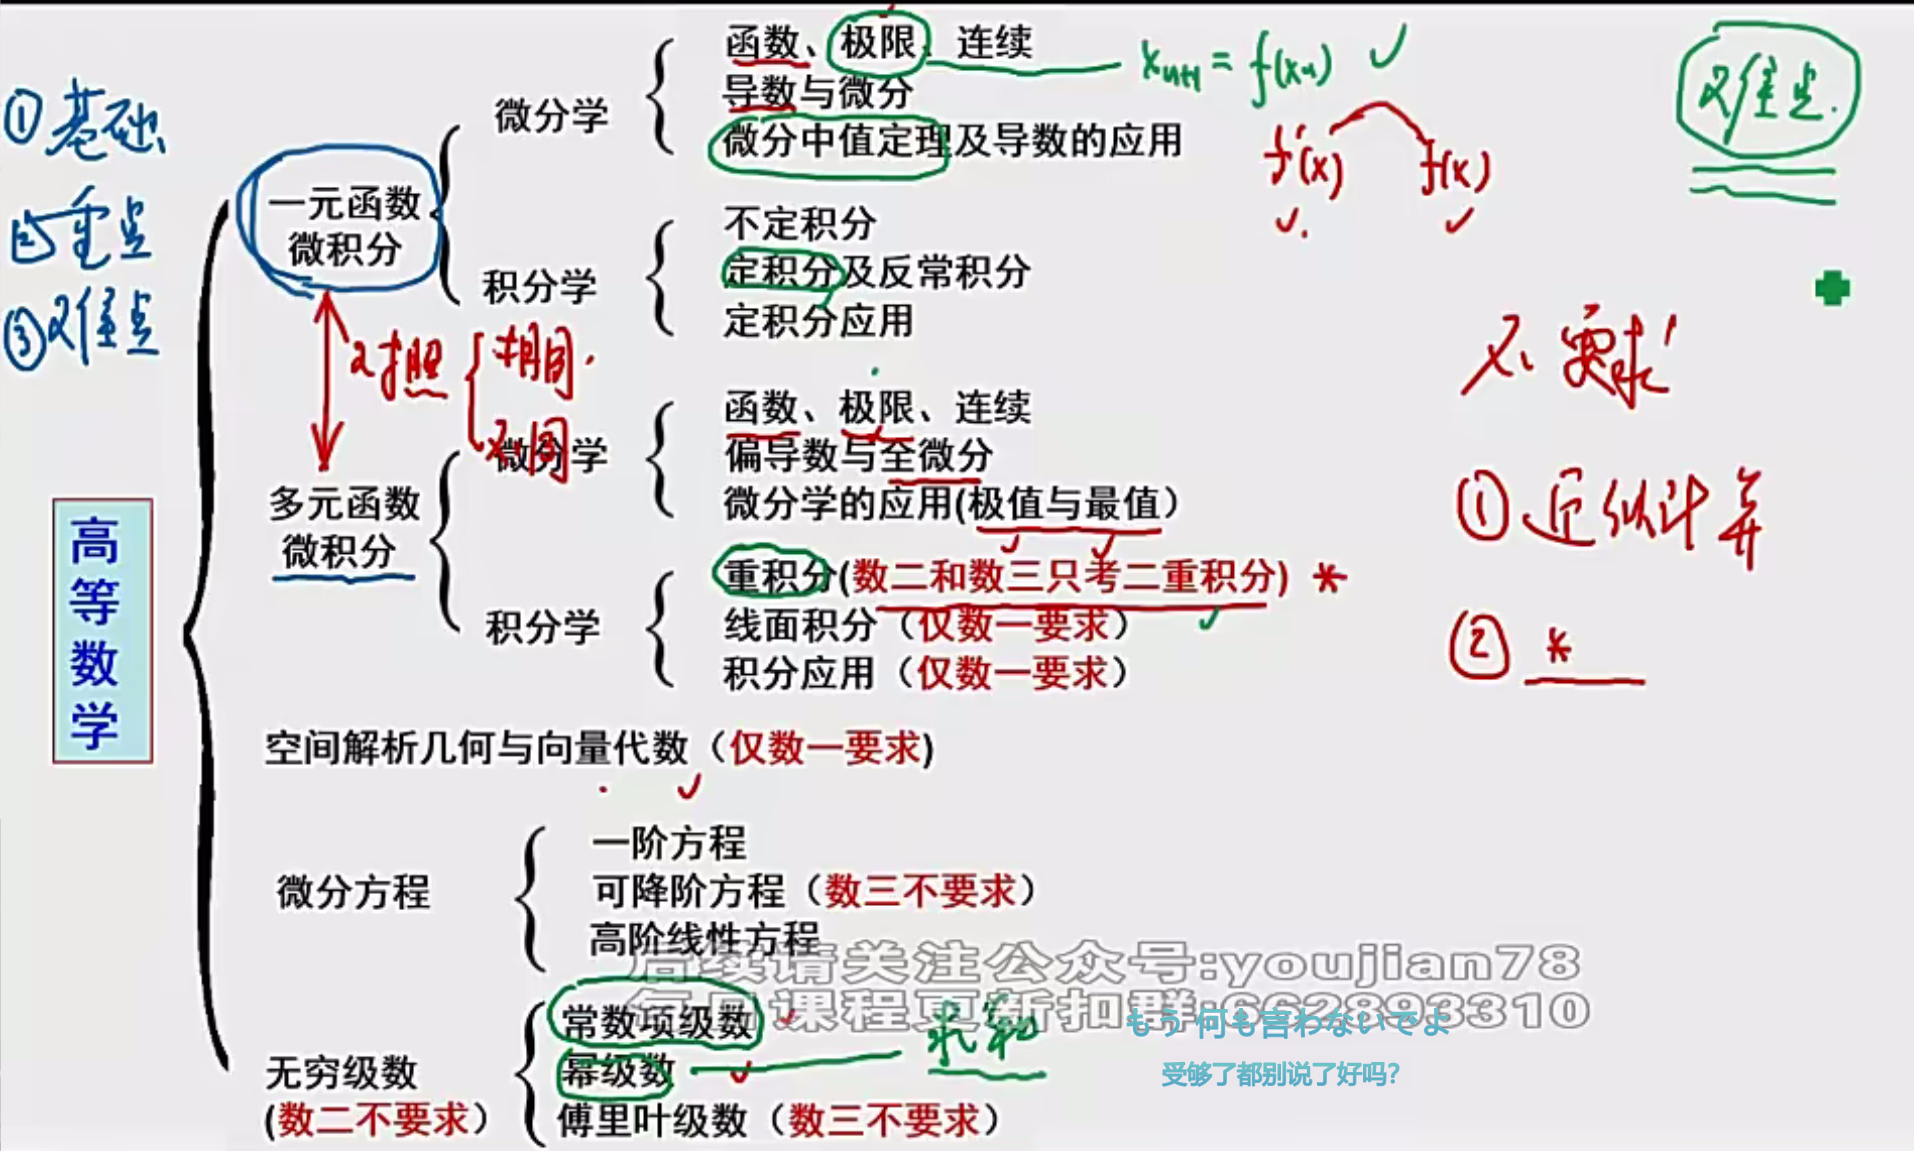 函数、极限、连续
x_{n+1} = f(x_n)
导数与微分
微分学
微分中值定理及导数的应用
f'(x) f(x)
难点.
① 基础
② 重点
③ 难点
一元函数
微积分
不定积分
积分学
定积分及反常积分
定积分应用
对照
相同.
不同
不要求
函数、极限、连续
微分学
偏导数与全微分
微分学的应用(极值与最值)
① 近似计算
多元函数
微积分
高等数学
重积分(数二和数三只考二重积分) *
积分学
线面积分（仅数一要求）
积分应用（仅数一要求）
② *
空间解析几何与向量代数（仅数一要求)
一阶方程
微分方程
可降阶方程（数三不要求）
高阶线性方程
后续请关注公众号:youjian78
每日课程更新扣群:662893310
常数项级数
求和
もう 何も言わないでよ
无穷级数
(数二不要求）
幂级数
受够了都别说了好吗?
傅里叶级数（数三不要求）